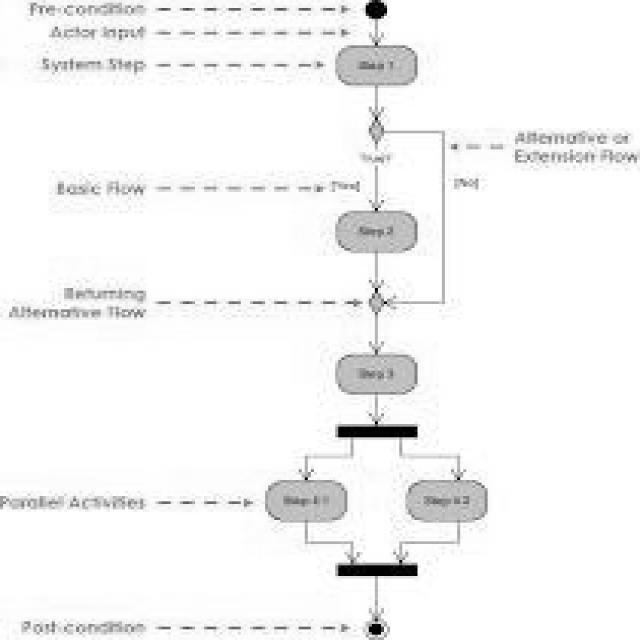 Pre-condition
Actor Input
System Step
Step 1
Alternative or
Extension Flow
True?
Basic Flow
[Yes]
[No]
Step 2
Returning
Alternative Flow
Step 3
Parallel Activities
Step 4.1
Step 4.2
Post-condition